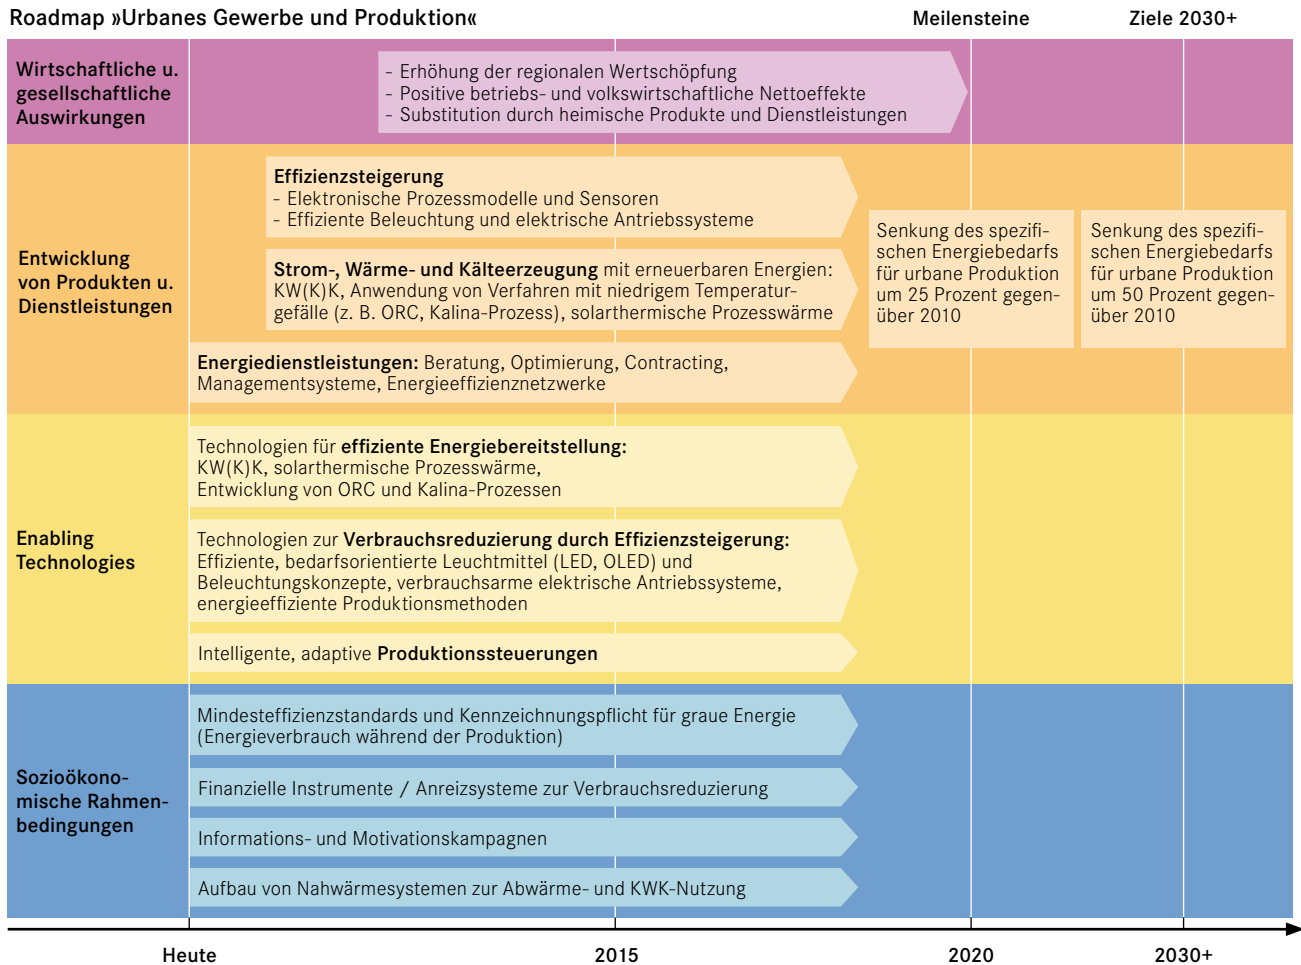 Roadmap »Urbanes Gewerbe und Produktion«
Meilensteine
Ziele 2030+
Wirtschaftliche u.
gesellschaftliche
Auswirkungen
- Erhöhung der regionalen Wertschöpfung
- Positive betriebs- und volkswirtschaftliche Nettoeffekte
- Substitution durch heimische Produkte und Dienstleistungen
Entwicklung
von Produkten u.
Dienstleistungen
Effizienzsteigerung
- Elektronische Prozessmodelle und Sensoren
- Effiziente Beleuchtung und elektrische Antriebssysteme
Strom-, Wärme- und Kälteerzeugung mit erneuerbaren Energien:
KW(K)K, Anwendung von Verfahren mit niedrigem Temperatur-
gefälle (z. B. ORC, Kalina-Prozess), solarthermische Prozesswärme
Energiedienstleistungen: Beratung, Optimierung, Contracting,
Managementsysteme, Energieeffizienznetzwerke
Senkung des spezifi-
schen Energiebedarfs
für urbane Produktion
um 25 Prozent gegen-
über 2010
Senkung des spezifi-
schen Energiebedarfs
für urbane Produktion
um 50 Prozent gegen-
über 2010
Enabling
Technologies
Technologien für effiziente Energiebereitstellung:
KW(K)K, solarthermische Prozesswärme,
Entwicklung von ORC und Kalina-Prozessen
Technologien zur Verbrauchsreduzierung durch Effizienzsteigerung:
Effiziente, bedarfsorientierte Leuchtmittel (LED, OLED) und
Beleuchtungskonzepte, verbrauchsarme elektrische Antriebssysteme,
energieeffiziente Produktionsmethoden
Intelligente, adaptive Produktionssteuerungen
Sozioökono-
mische Rahmen-
bedingungen
Mindesteffizienzstandards und Kennzeichnungspflicht für graue Energie
(Energieverbrauch während der Produktion)
Finanzielle Instrumente / Anreizsysteme zur Verbrauchsreduzierung
Informations- und Motivationskampagnen
Aufbau von Nahwärmesystemen zur Abwärme- und KWK-Nutzung
Heute
2015
2020
2030+